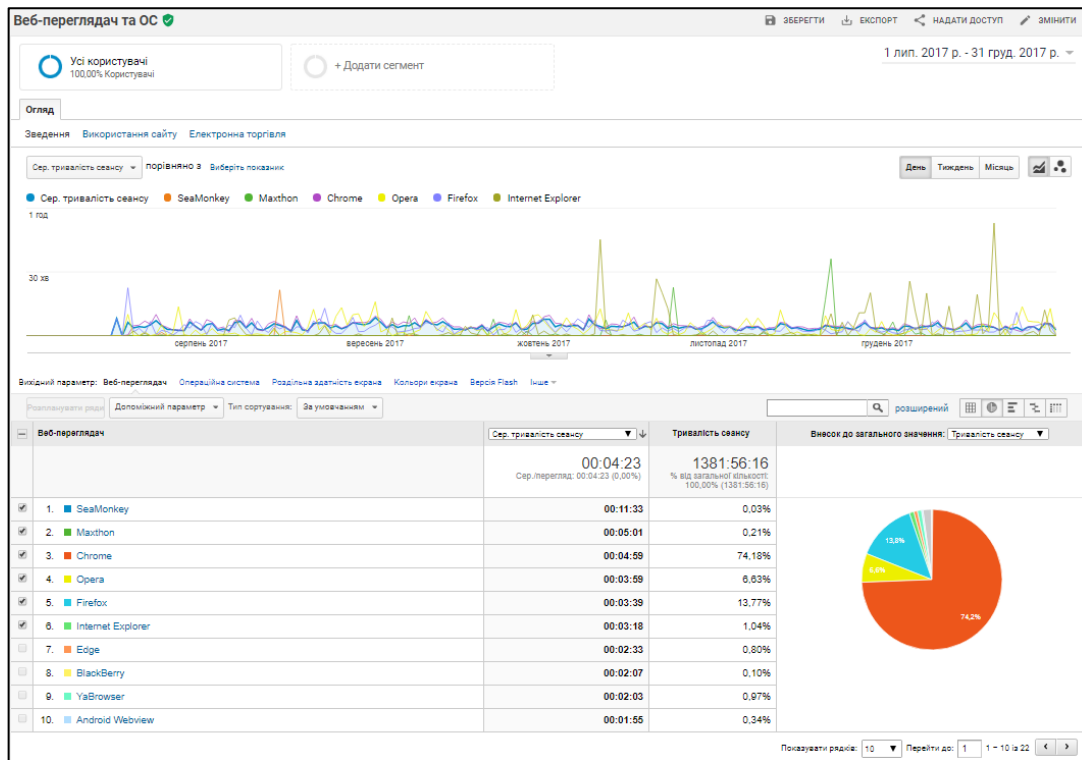 Веб-переглядач та ОС
ЗБЕРЕГТИ ЕКСПОРТ НАДАТИ ДОСТУП ЗМІНИТИ
Усі користувачі
100,00% Користувачі
+ Додати сегмент
1 лип. 2017 р. - 31 груд. 2017 р.
Огляд
Зведення Використання сайту Електронна торгівля
Сер. тривалість сеансу порівняно з Виберіть показник
День Тиждень Місяць
Сер. тривалість сеансу SeaMonkey Maxthon Chrome Opera Firefox Internet Explorer
1 год
30 хв
серпень 2017 вересень 2017 жовтень 2017 листопад 2017 грудень 2017
Вихідний параметр: Веб-переглядач Операційна система Роздільна здатність екрана Кольори екрана Версія Flash Інше
Розпланувати ряди Допоміжний параметр Тип сортування: За умовчанням розширений
Веб-переглядач Сер. тривалість сеансу Тривалість сеансу Внесок до загального значення: Тривалість сеансу
00:04:23 1381:56:16
Сер./перегляд: 00:04:23 (0,00%) % від загальної кількості: 100,00% (1381:56:16)
1. SeaMonkey 00:11:33 0,03%
2. Maxthon 00:05:01 0,21%
3. Chrome 00:04:59 74,18%
4. Opera 00:03:59 6,63%
5. Firefox 00:03:39 13,77%
6. Internet Explorer 00:03:18 1,04%
7. Edge 00:02:33 0,80%
8. BlackBerry 00:02:07 0,10%
9. YaBrowser 00:02:03 0,97%
10. Android Webview 00:01:55 0,34%
13,8%
6,6%
74,2%
Показувати рядків: 10 Перейти до: 1 1 – 10 із 22